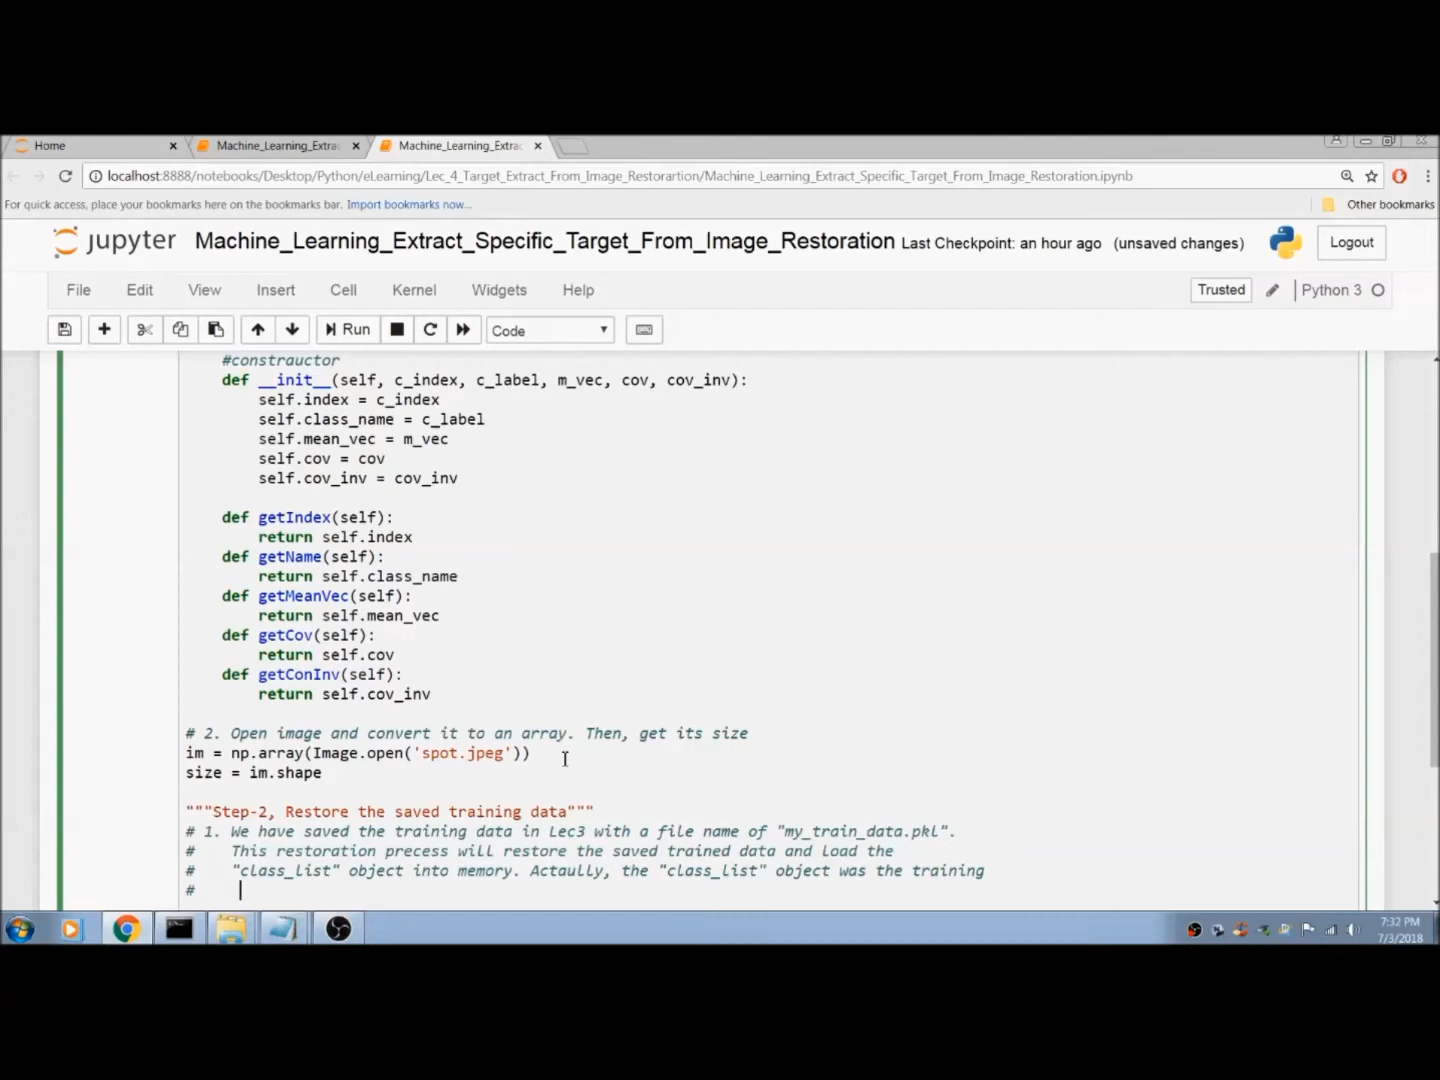 Home
Machine_Learning_Extra
Machine_Learning_Extra
localhost:8888/notebooks/Desktop/Python/eLearning/Lec_4_Target_Extract_From_Image_Restorartion/Machine_Learning_Extract_Specific_Target_From_Image_Restoration.ipynb
For quick access, place your bookmarks here on the bookmarks bar. Import bookmarks now...
Other bookmarks
jupyter Machine_Learning_Extract_Specific_Target_From_Image_Restoration Last Checkpoint: an hour ago (unsaved changes)
Logout
File Edit View Insert Cell Kernel Widgets Help
Trusted
Python 3
Run
Code
#constrauctor
def __init__(self, c_index, c_label, m_vec, cov, cov_inv):
self.index = c_index
self.class_name = c_label
self.mean_vec = m_vec
self.cov = cov
self.cov_inv = cov_inv
def getIndex(self):
return self.index
def getName(self):
return self.class_name
def getMeanVec(self):
return self.mean_vec
def getCov(self):
return self.cov
def getConInv(self):
return self.cov_inv
# 2. Open image and convert it to an array. Then, get its size
im = np.array(Image.open('spot.jpeg'))
size = im.shape
"""Step-2, Restore the saved training data"""
# 1. We have saved the training data in Lec3 with a file name of "my_train_data.pkl".
# This restoration precess will restore the saved trained data and load the
# "class_list" object into memory. Actaully, the "class_list" object was the training
#
7:32 PM
7/3/2018